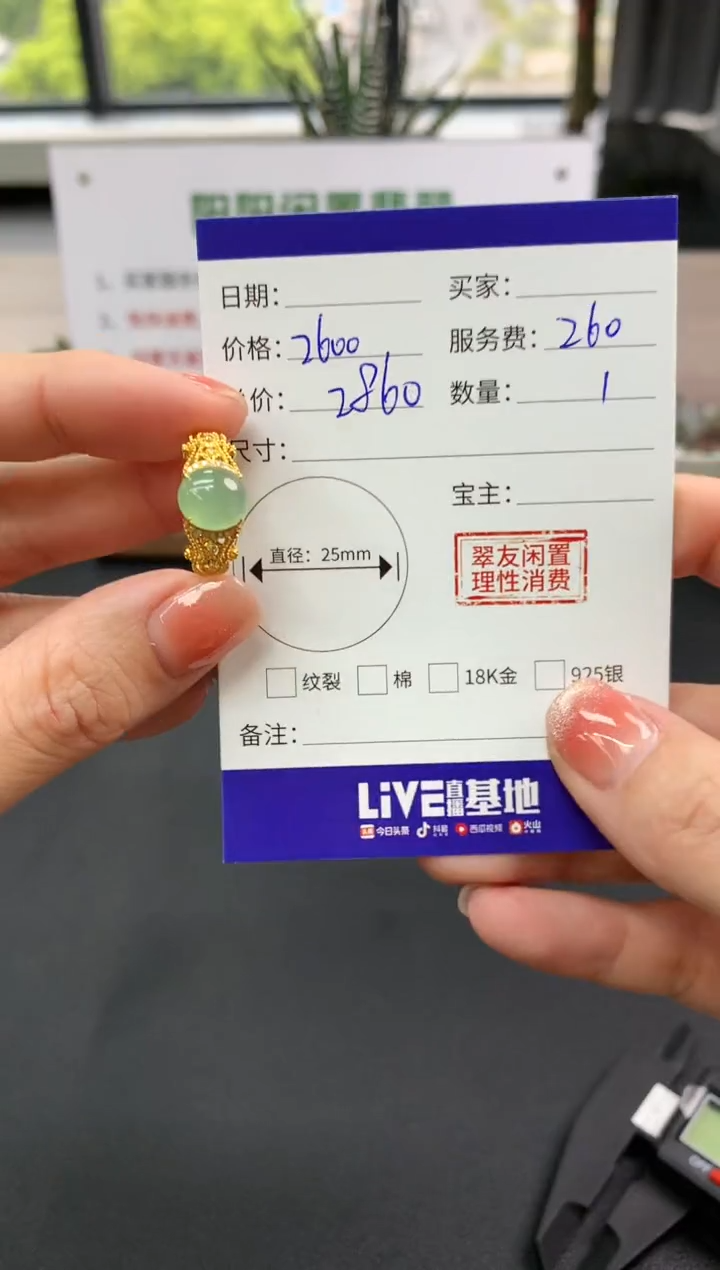 日期：
买家：
价格：2600
服务费：260
价：2860
数量：1
尺寸：
宝主：
直径：25mm
翠友闲置
理性消费
纹裂 棉 18K金 925银
备注：
LiVE直播基地
今日头条 抖音 西瓜视频 火山